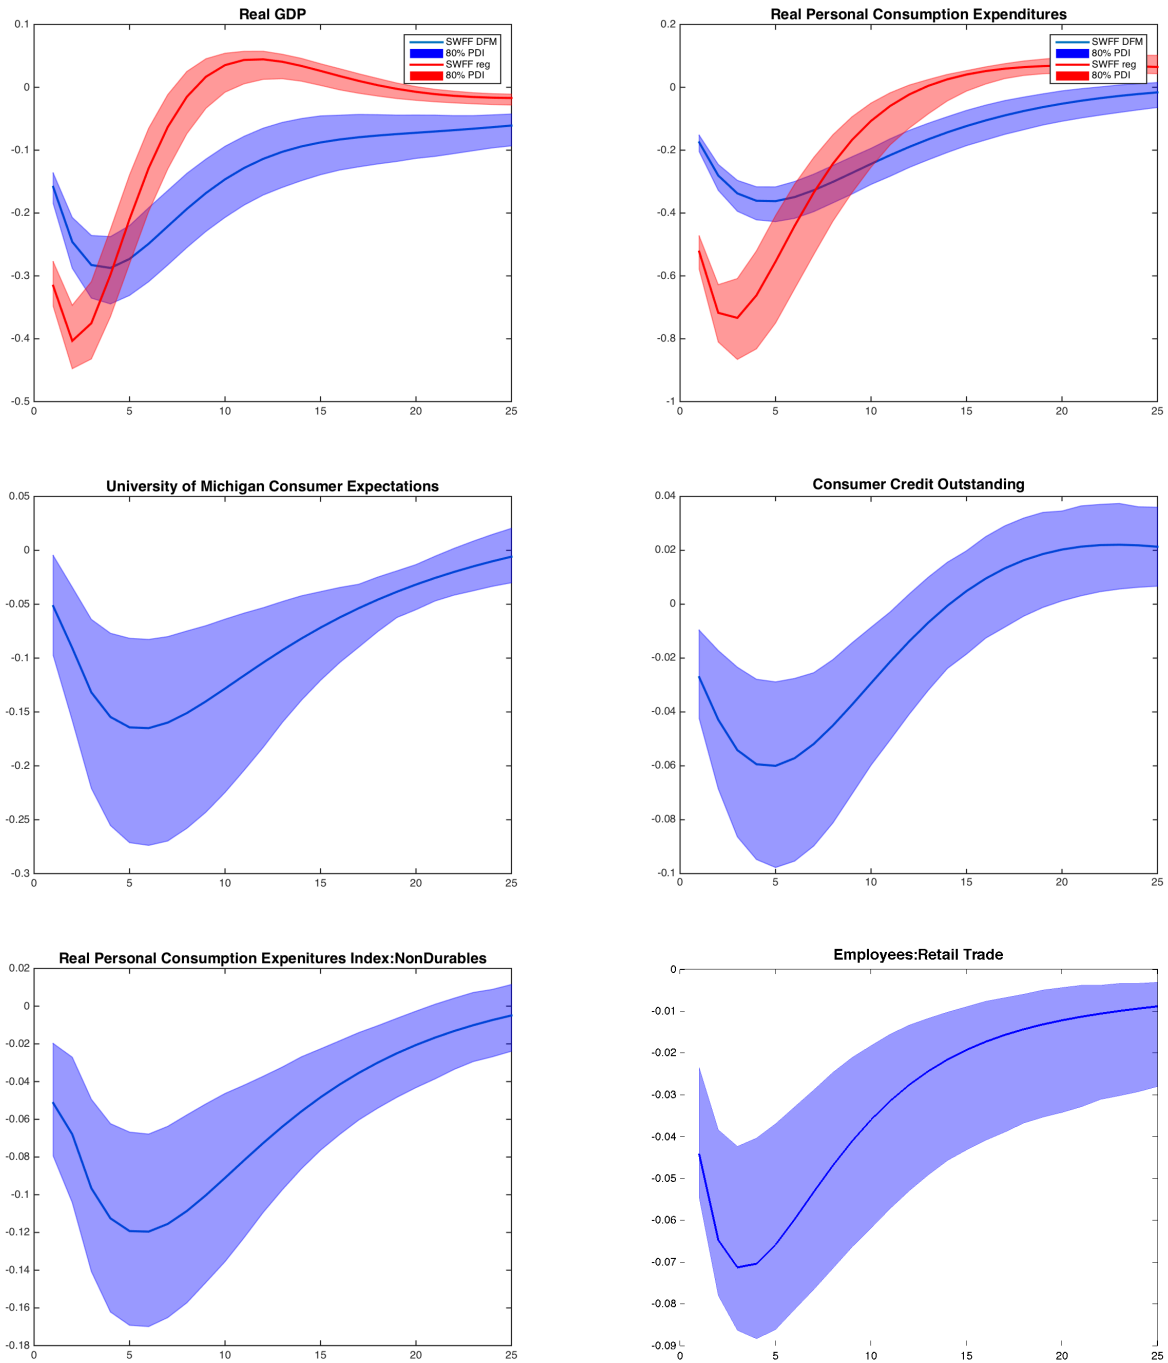 Real GDP
0.1
0
-0.1
-0.2
-0.3
-0.4
-0.5
0 5 10 15 20 25
SWFF DFM
80% PDI
SWFF reg
80% PDI
Real Personal Consumption Expenditures
0.2
0
-0.2
-0.4
-0.6
-0.8
-1
0 5 10 15 20 25
SWFF DFM
80% PDI
SWFF reg
80% PDI
University of Michigan Consumer Expectations
0.05
0
-0.05
-0.1
-0.15
-0.2
-0.25
-0.3
0 5 10 15 20 25
Consumer Credit Outstanding
0.04
0.02
0
-0.02
-0.04
-0.06
-0.08
-0.1
0 5 10 15 20 25
Real Personal Consumption Expenitures Index:NonDurables
0.02
0
-0.02
-0.04
-0.06
-0.08
-0.1
-0.12
-0.14
-0.16
-0.18
0 5 10 15 20 25
Employees:Retail Trade
0
-0.01
-0.02
-0.03
-0.04
-0.05
-0.06
-0.07
-0.08
-0.09
0 5 10 15 20 25